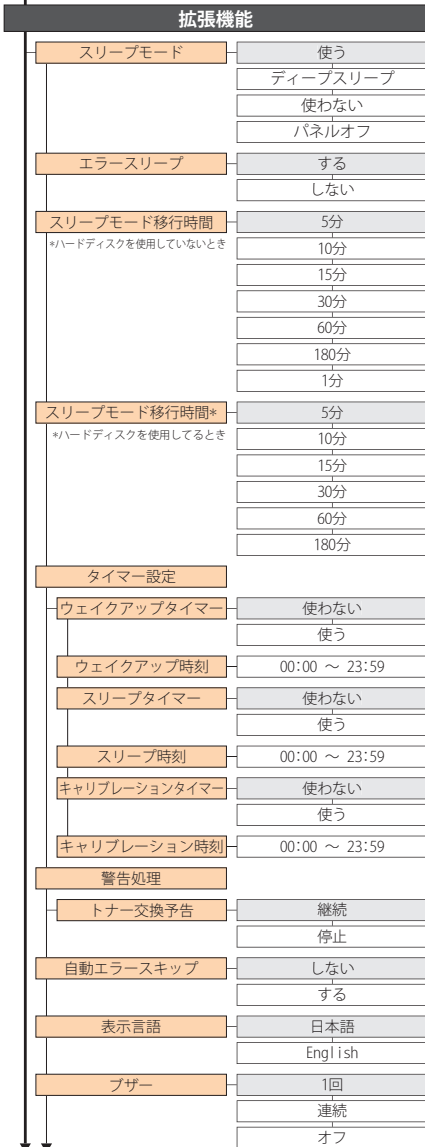 拡張機能
スリープモード 使う
ディープスリープ
使わない
パネルオフ
エラースリープ する
しない
スリープモード移行時間 5分
*ハードディスクを使用していないとき 10分
15分
30分
60分
180分
1分
スリープモード移行時間* 5分
*ハードディスクを使用してるとき 10分
15分
30分
60分
180分
タイマー設定
ウェイクアップタイマー 使わない
使う
ウェイクアップ時刻 00:00 ～ 23:59
スリープタイマー 使わない
使う
スリープ時刻 00:00 ～ 23:59
キャリブレーションタイマー 使わない
使う
キャリブレーション時刻 00:00 ～ 23:59
警告処理
トナー交換予告 継続
停止
自動エラースキップ しない
する
表示言語 日本語
English
ブザー 1回
連続
オフ